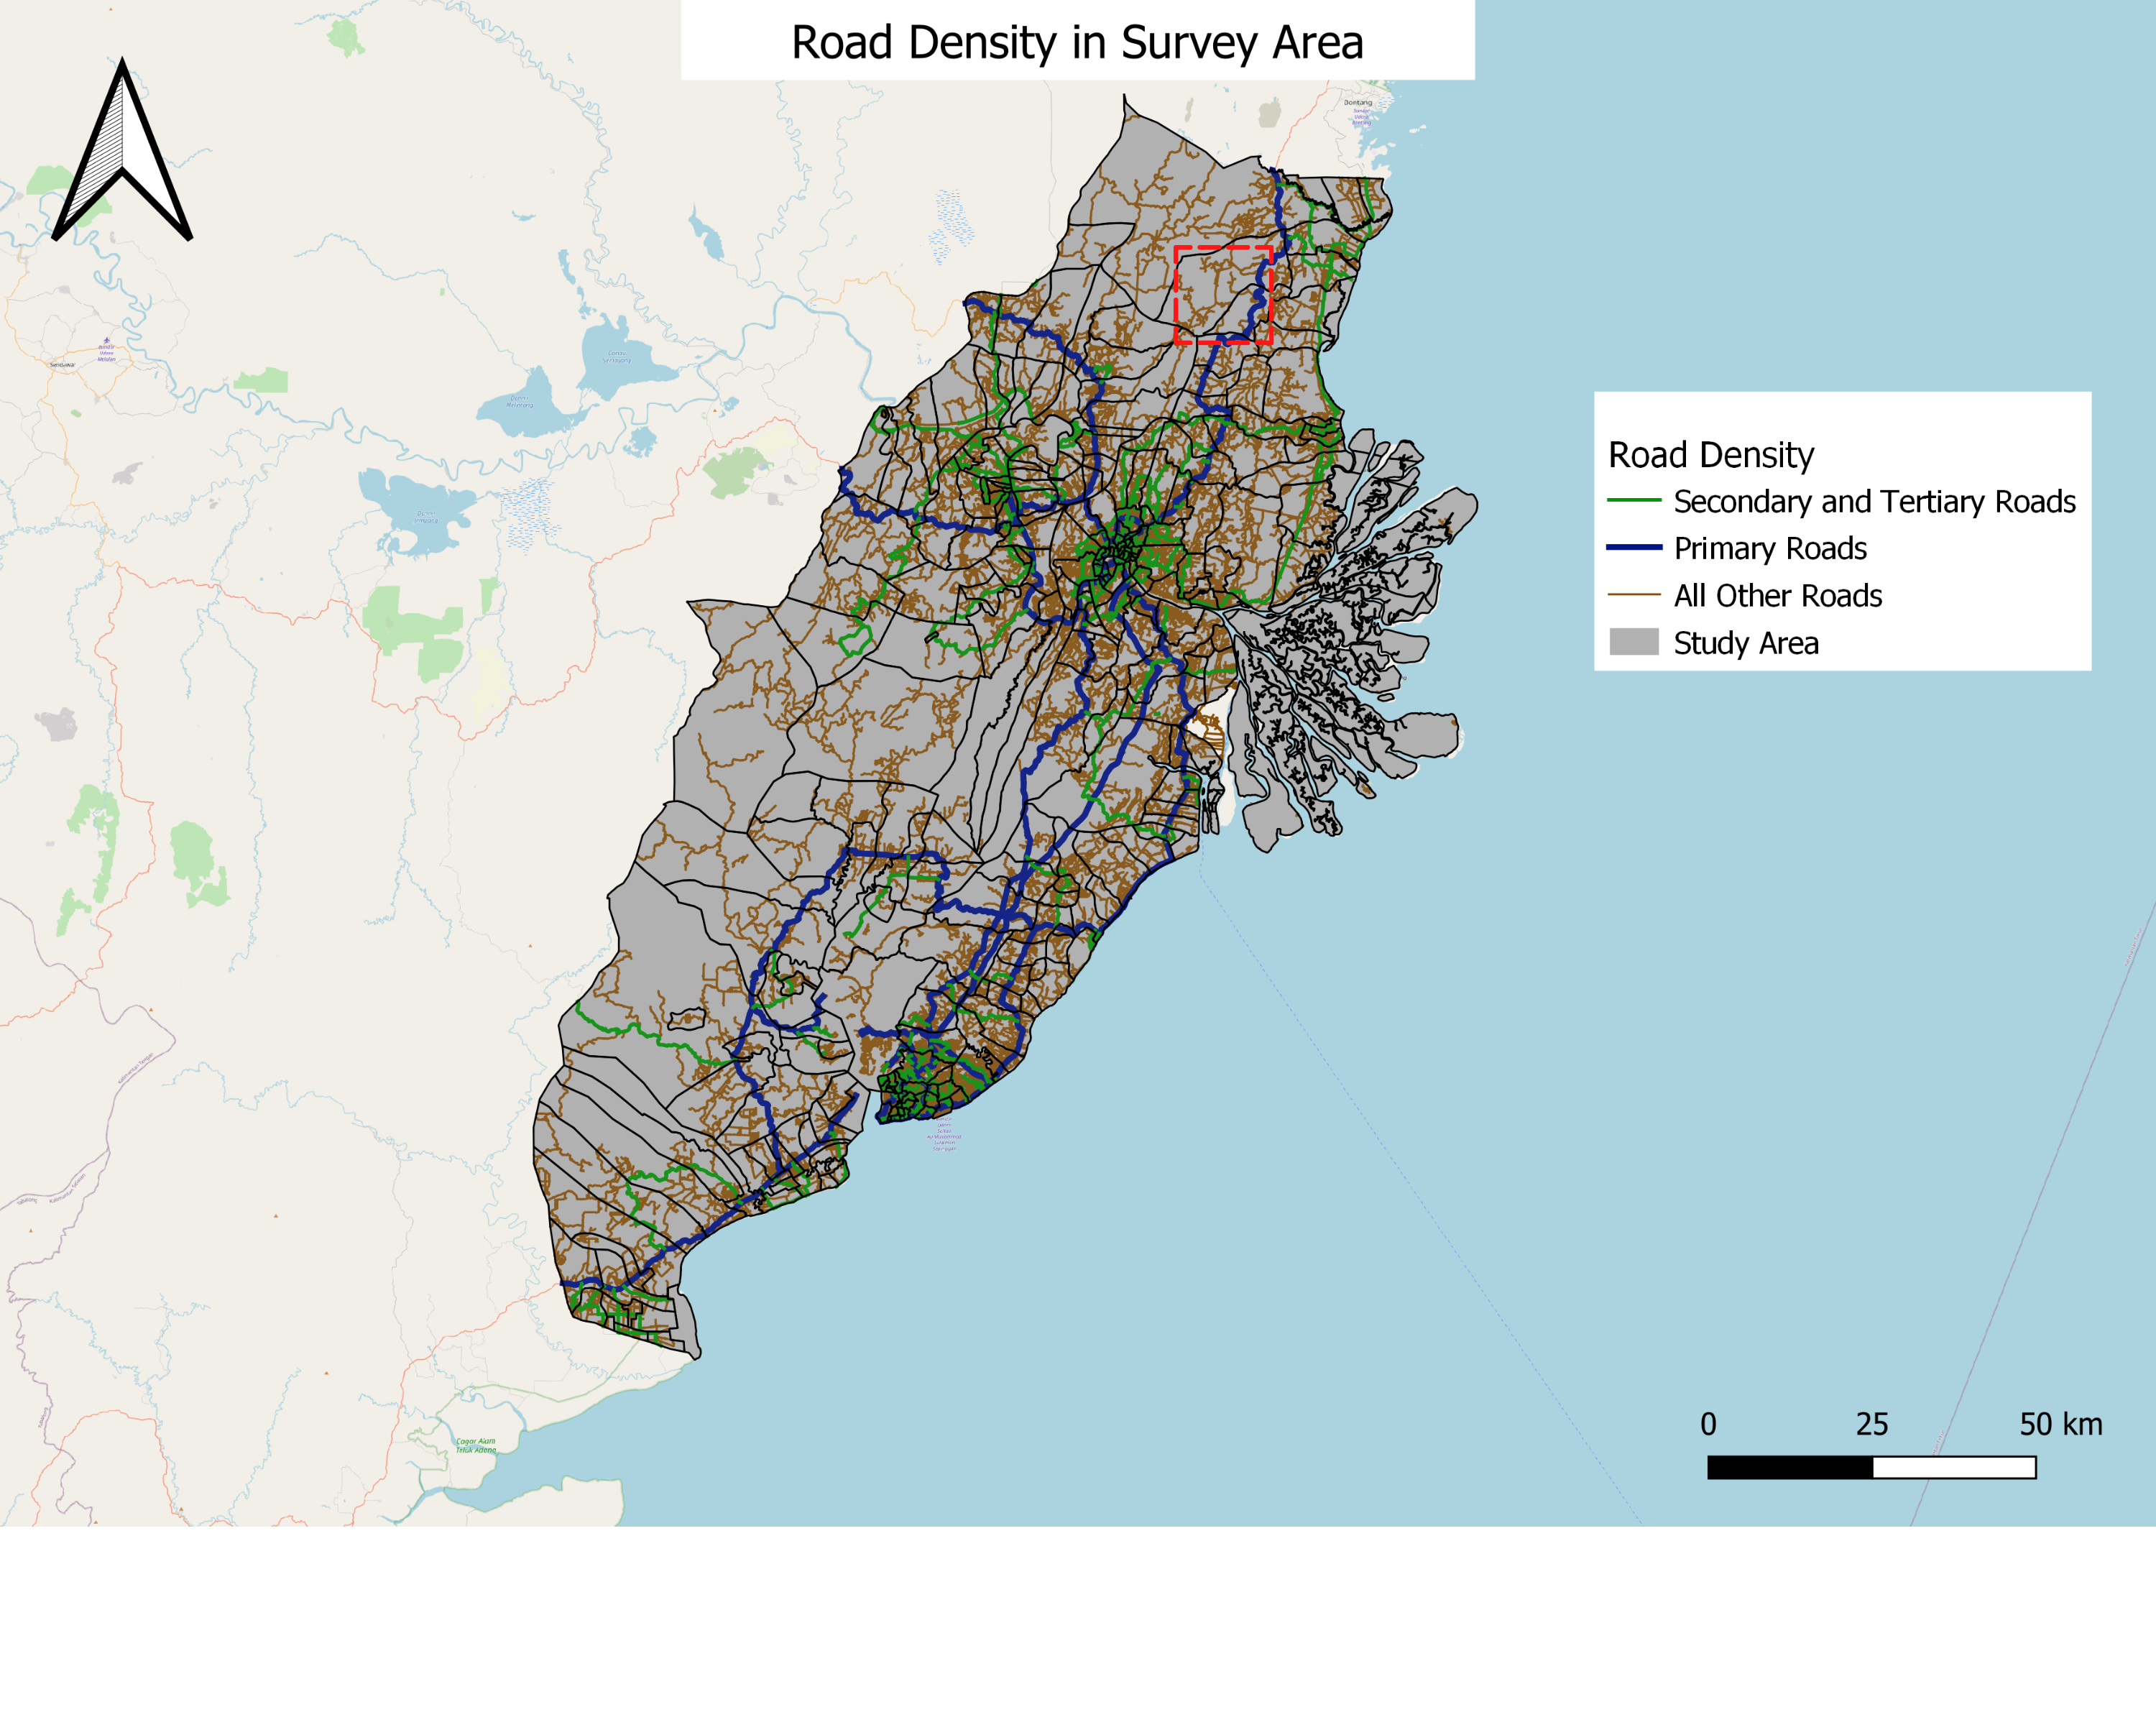 Road Density in Survey Area
Bontang
Sendawar
Road Density
Secondary and Tertiary Roads
Primary Roads
All Other Roads
Study Area
Cagar Alam
Teluk Adang
0 25 50 km